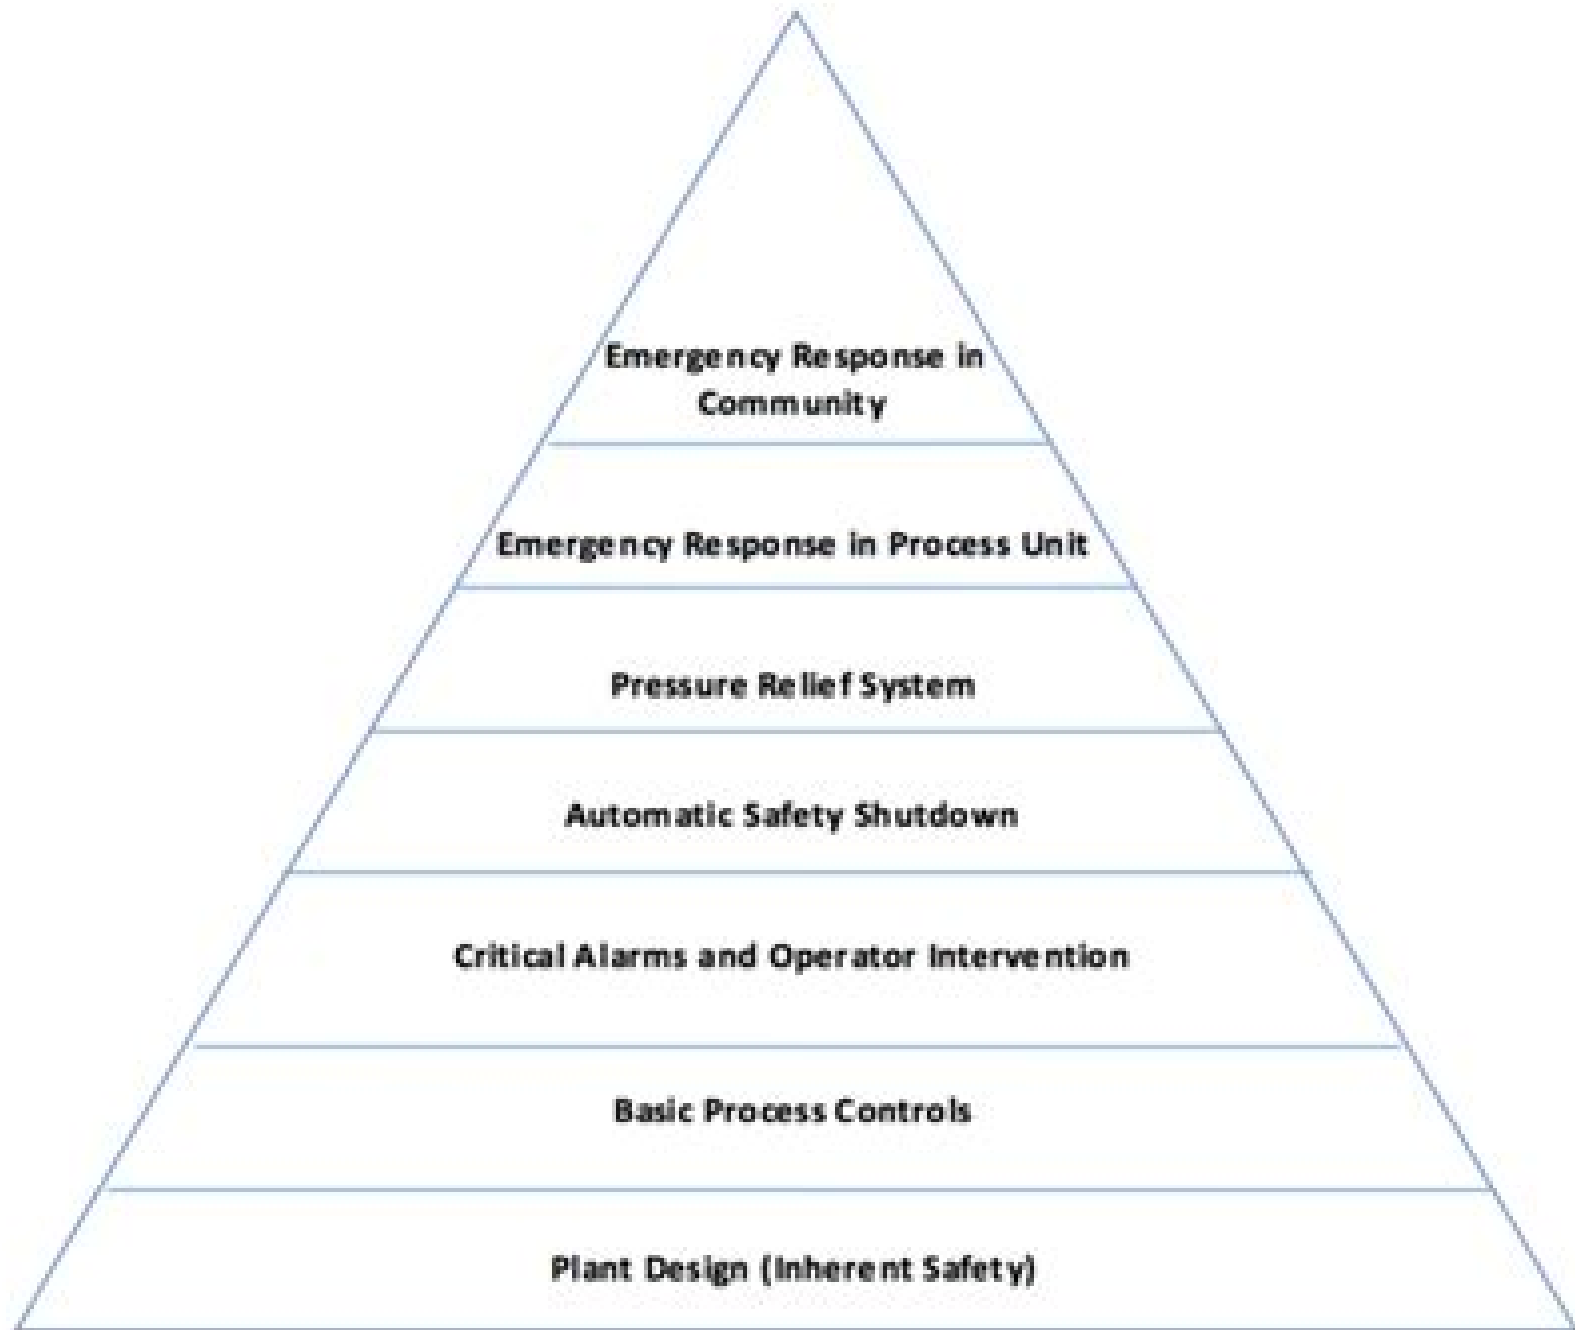 Emergency Response in
Community
Emergency Response in Process Unit
Pressure Relief System
Automatic Safety Shutdown
Critical Alarms and Operator Intervention
Basic Process Controls
Plant Design (Inherent Safety)